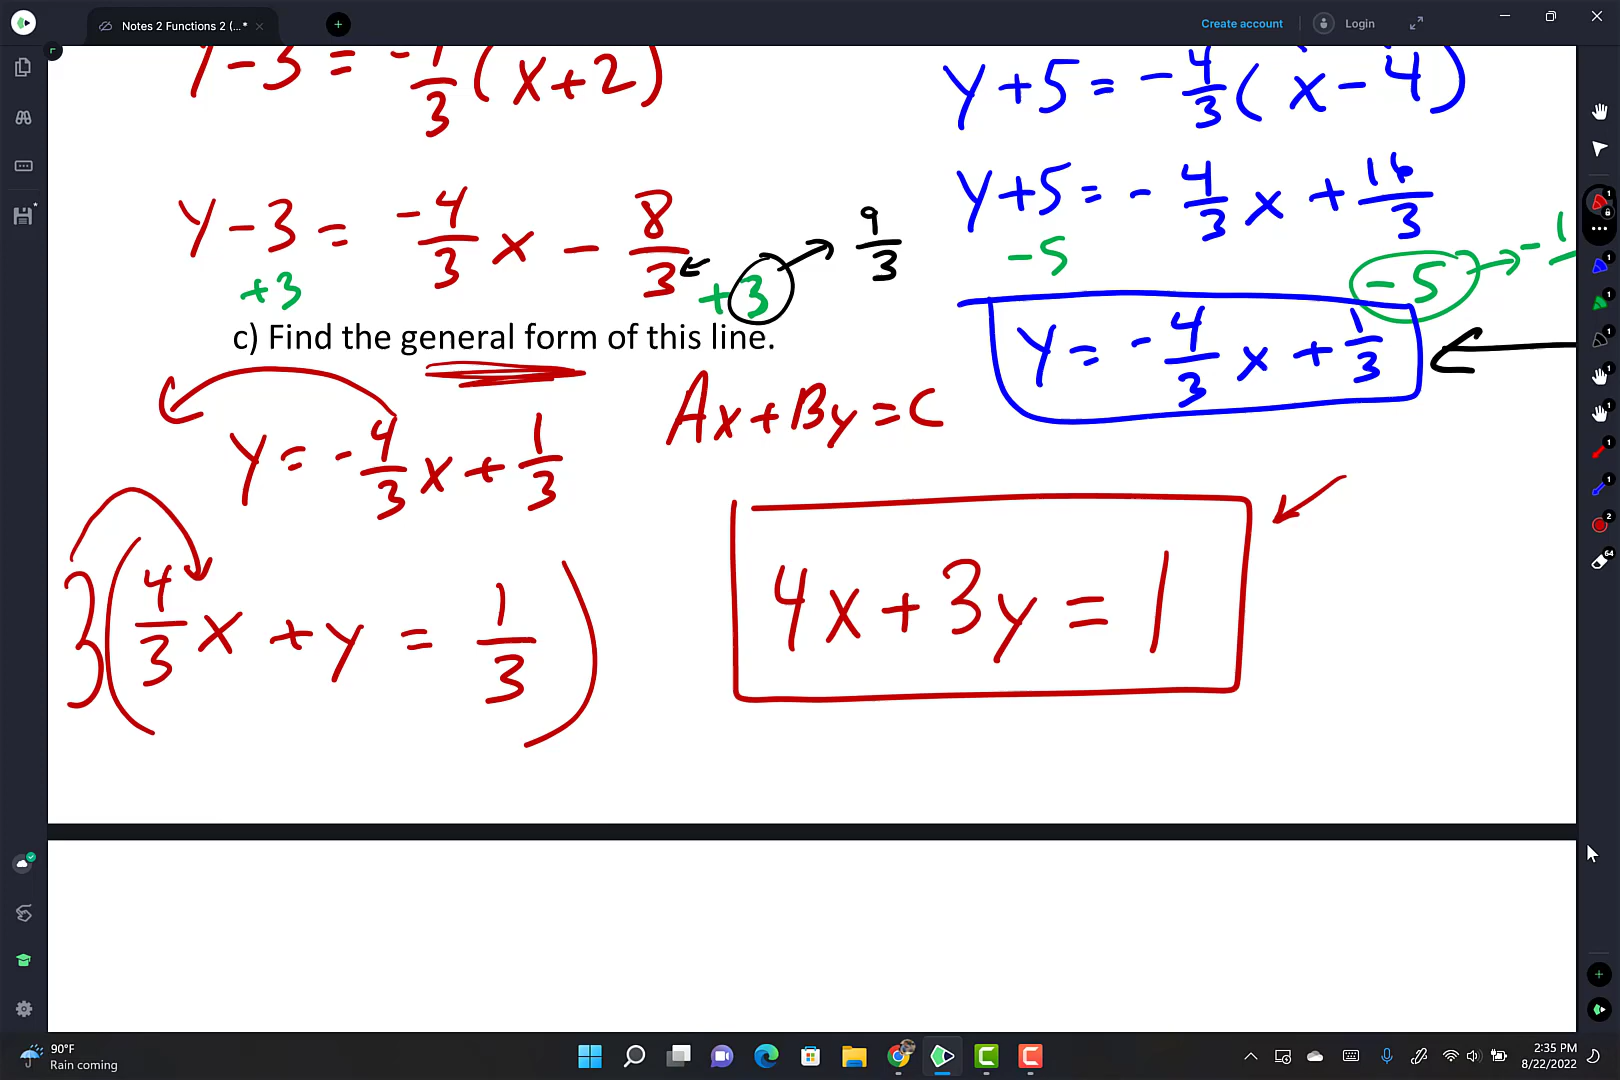 Notes 2 Functions 2 (...*
Create account
Login
y - 3 = -4/3 (x + 2)
y - 3 = -4/3 x - 8/3
+3
+3
9/3
c) Find the general form of this line.
y = -4/3 x + 1/3
Ax + By = C
3(4/3 x + y = 1/3)
4x + 3y = 1
y + 5 = -4/3 (x - 4)
y + 5 = -4/3 x + 16/3
-5
-5
-1
y = -4/3 x + 1/3
90°F
Rain coming
2:35 PM
8/22/2022